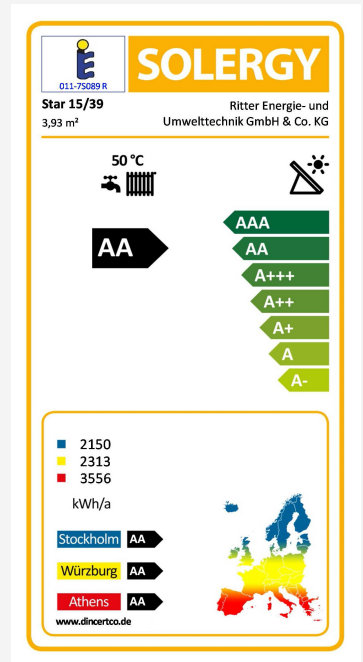 SOLERGY
011-7S089 R
Star 15/39
Ritter Energie- und
3,93 m²
Umwelttechnik GmbH & Co. KG
50 °C
AA
AAA
AA
A+++
A++
A+
A
A-
2150
2313
3556
kWh/a
Stockholm AA
Würzburg AA
Athens AA
www.dincertco.de